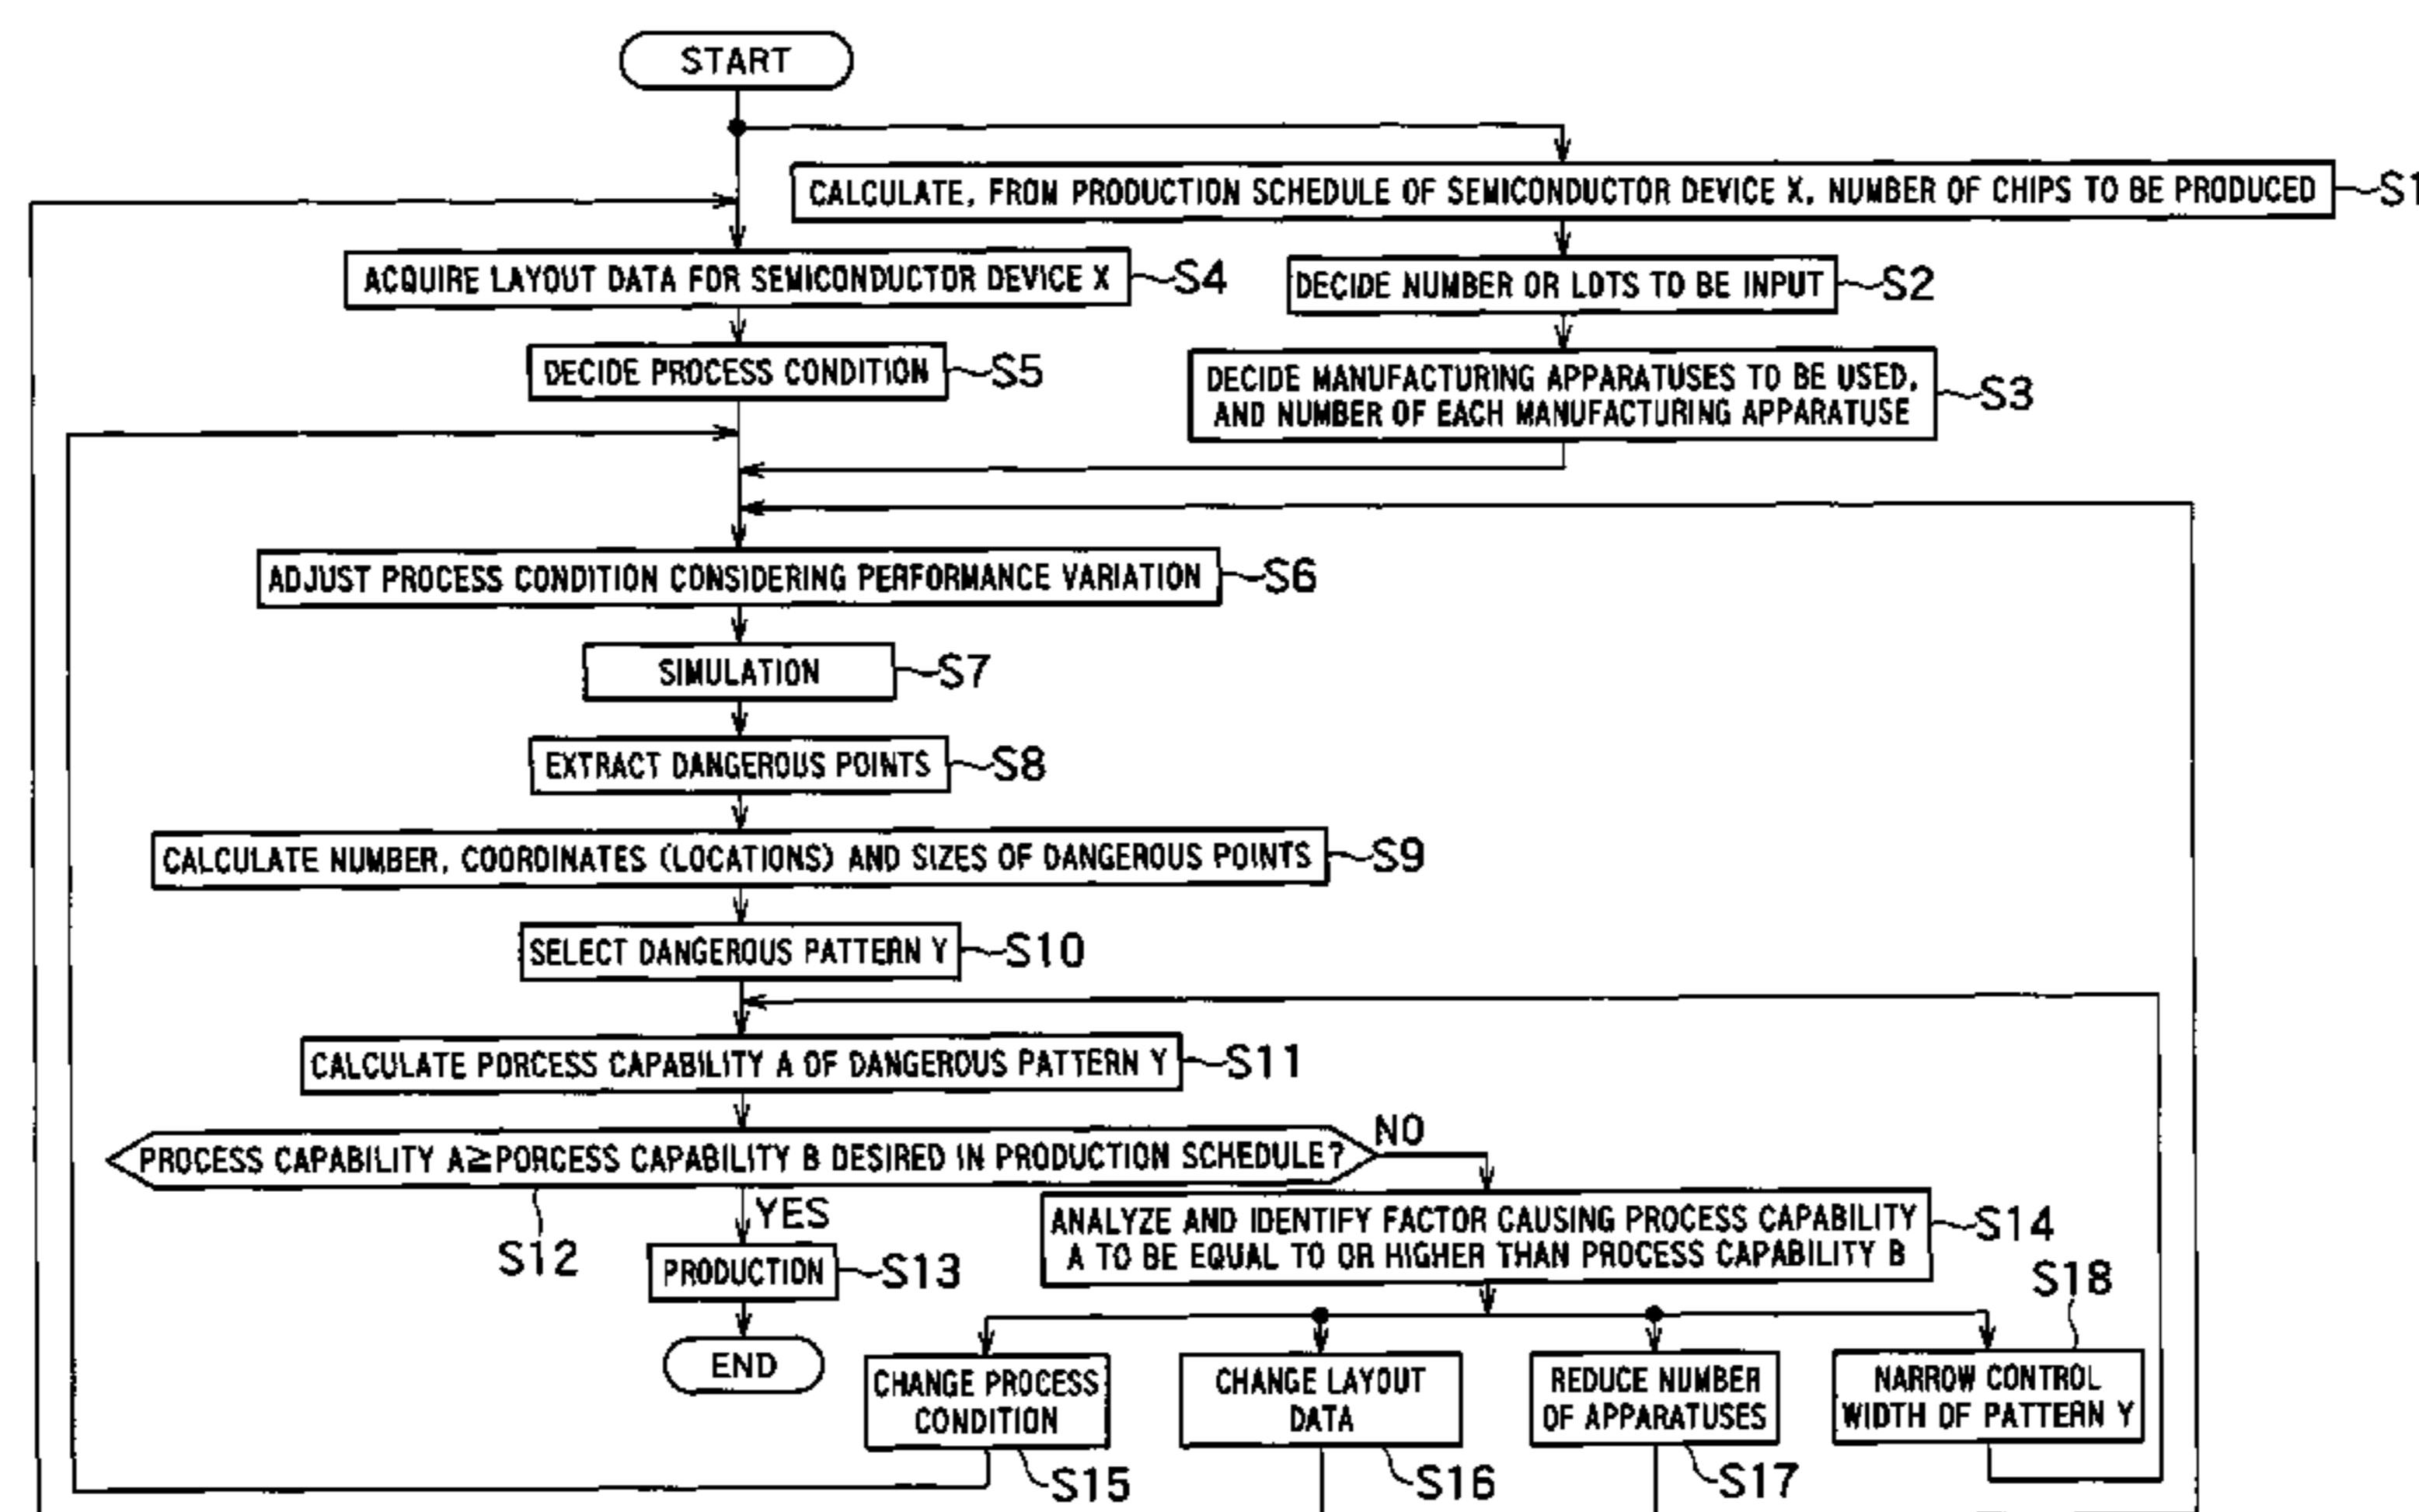 START
CALCULATE, FROM PRODUCTION SCHEDULE OF SEMICONDUCTOR DEVICE X, NUMBER OF CHIPS TO BE PRODUCED
S1
ACQUIRE LAYOUT DATA FOR SEMICONDUCTOR DEVICE X
S4
DECIDE NUMBER OR LOTS TO BE INPUT
S2
DECIDE PROCESS CONDITION
S5
DECIDE MANUFACTURING APPARATUSES TO BE USED,
AND NUMBER OF EACH MANUFACTURING APPARATUSE
S3
ADJUST PROCESS CONDITION CONSIDERING PERFORMANCE VARIATION
S6
SIMULATION
S7
EXTRACT DANGEROUS POINTS
S8
CALCULATE NUMBER, COORDINATES (LOCATIONS) AND SIZES OF DANGEROUS POINTS
S9
SELECT DANGEROUS PATTERN Y
S10
CALCULATE PORCESS CAPABILITY A OF DANGEROUS PATTERN Y
S11
PROCESS CAPABILITY A≧PORCESS CAPABILITY B DESIRED IN PRODUCTION SCHEDULE?
NO
S12
YES
ANALYZE AND IDENTIFY FACTOR CAUSING PROCESS CAPABILITY
A TO BE EQUAL TO OR HIGHER THAN PROCESS CAPABILITY B
S14
PRODUCTION
S13
END
CHANGE PROCESS
CONDITION
S15
CHANGE LAYOUT
DATA
S16
REDUCE NUMBER
OF APPARATUSES
S17
S18
NARROW CONTROL
WIDTH OF PATTERN Y